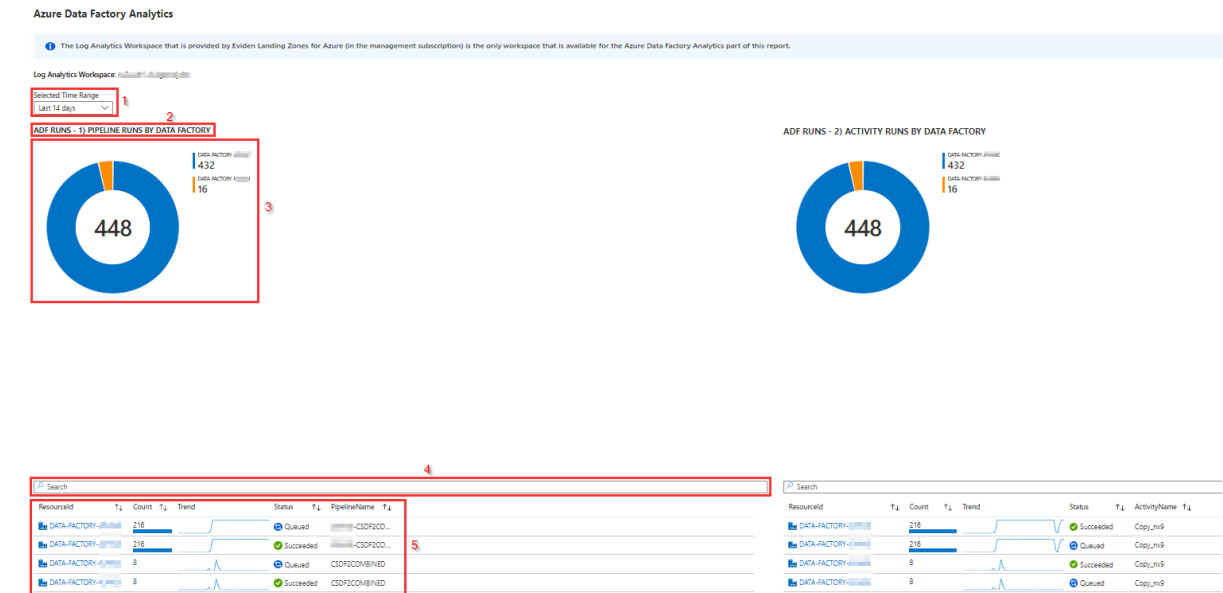 Azure Data Factory Analytics
The Log Analytics Workspace that is provided by Eviden Landing Zones for Azure (in the management subscription) is the only workspace that is available for the Azure Data Factory Analytics part of this report.
Log Analytics Workspace:
Selected Time Range
1
Last 14 days
2
ADF RUNS - 1) PIPELINE RUNS BY DATA FACTORY
DATA-FACTORY-
432
DATA-FACTORY-
16
448
3
ADF RUNS - 2) ACTIVITY RUNS BY DATA FACTORY
DATA-FACTORY-
432
DATA-FACTORY-
16
448
4
Search
ResourceId ↑↓ Count ↑↓ Trend Status ↑↓ PipelineName ↑↓
DATA-FACTORY- 216 Queued -CSDF2CO...
DATA-FACTORY- 216 Succeeded -CSDF2CO...
5
DATA-FACTORY- 8 Queued CSDF2COMBINED
DATA-FACTORY- 8 Succeeded CSDF2COMBINED
Search
ResourceId ↑↓ Count ↑↓ Trend Status ↑↓ ActivityName ↑↓
DATA-FACTORY- 216 Succeeded Copy_nx9
DATA-FACTORY- 216 Queued Copy_nx9
DATA-FACTORY- 8 Succeeded Copy_nx9
DATA-FACTORY- 8 Queued Copy_nx9